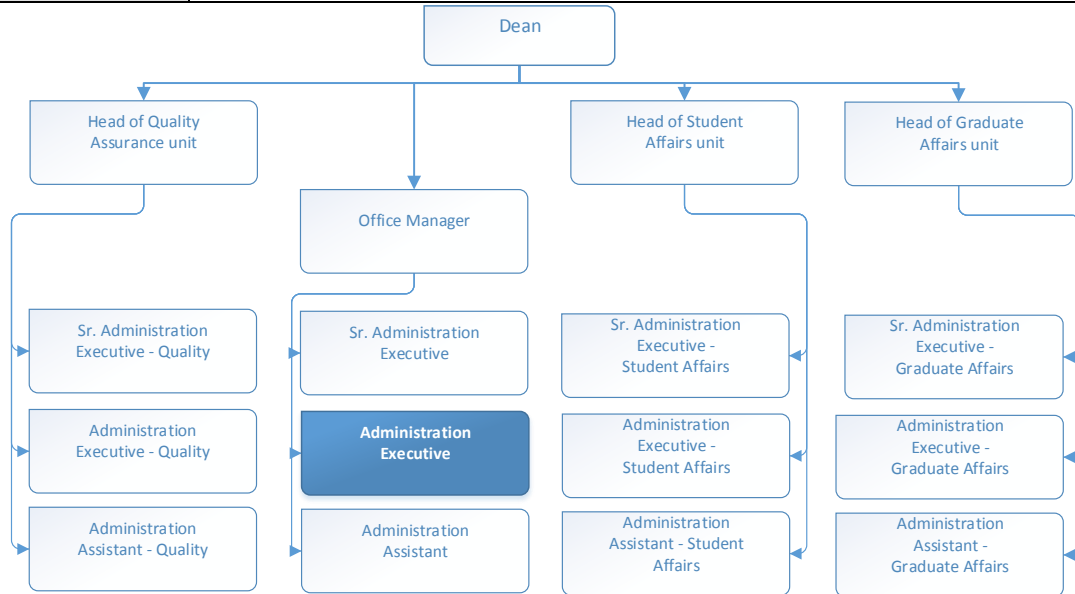 Dean
Head of Quality
Assurance unit
Head of Student
Affairs unit
Head of Graduate
Affairs unit
Office Manager
Sr. Administration
Executive - Quality
Sr. Administration
Executive
Sr. Administration
Executive -
Student Affairs
Sr. Administration
Executive -
Graduate Affairs
Administration
Executive - Quality
Administration
Executive
Administration
Executive -
Student Affairs
Administration
Executive -
Graduate Affairs
Administration
Assistant - Quality
Administration
Assistant
Administration
Assistant - Student
Affairs
Administration
Assistant -
Graduate Affairs